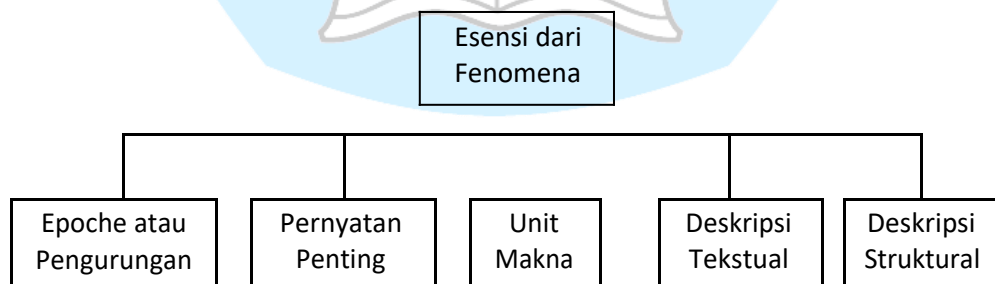 Esensi dari
Fenomena
Epoche atau
Pengurungan
Pernyatan
Penting
Unit
Makna
Deskripsi
Tekstual
Deskripsi
Struktural